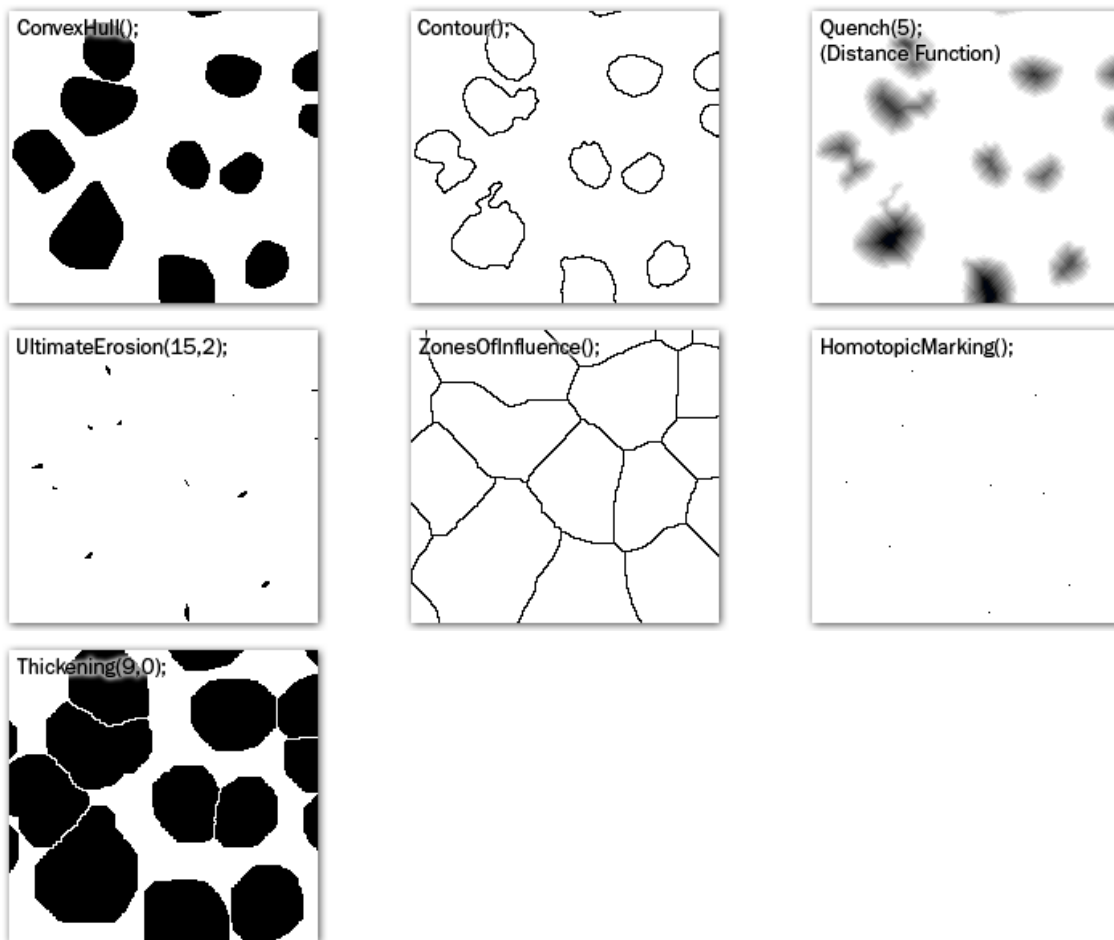 ConvexHull();
Contour();
Quench(5);
(Distance Function)
UltimateErosion(15,2);
ZonesOfInfluence();
HomotopicMarking();
Thickening(9,0);